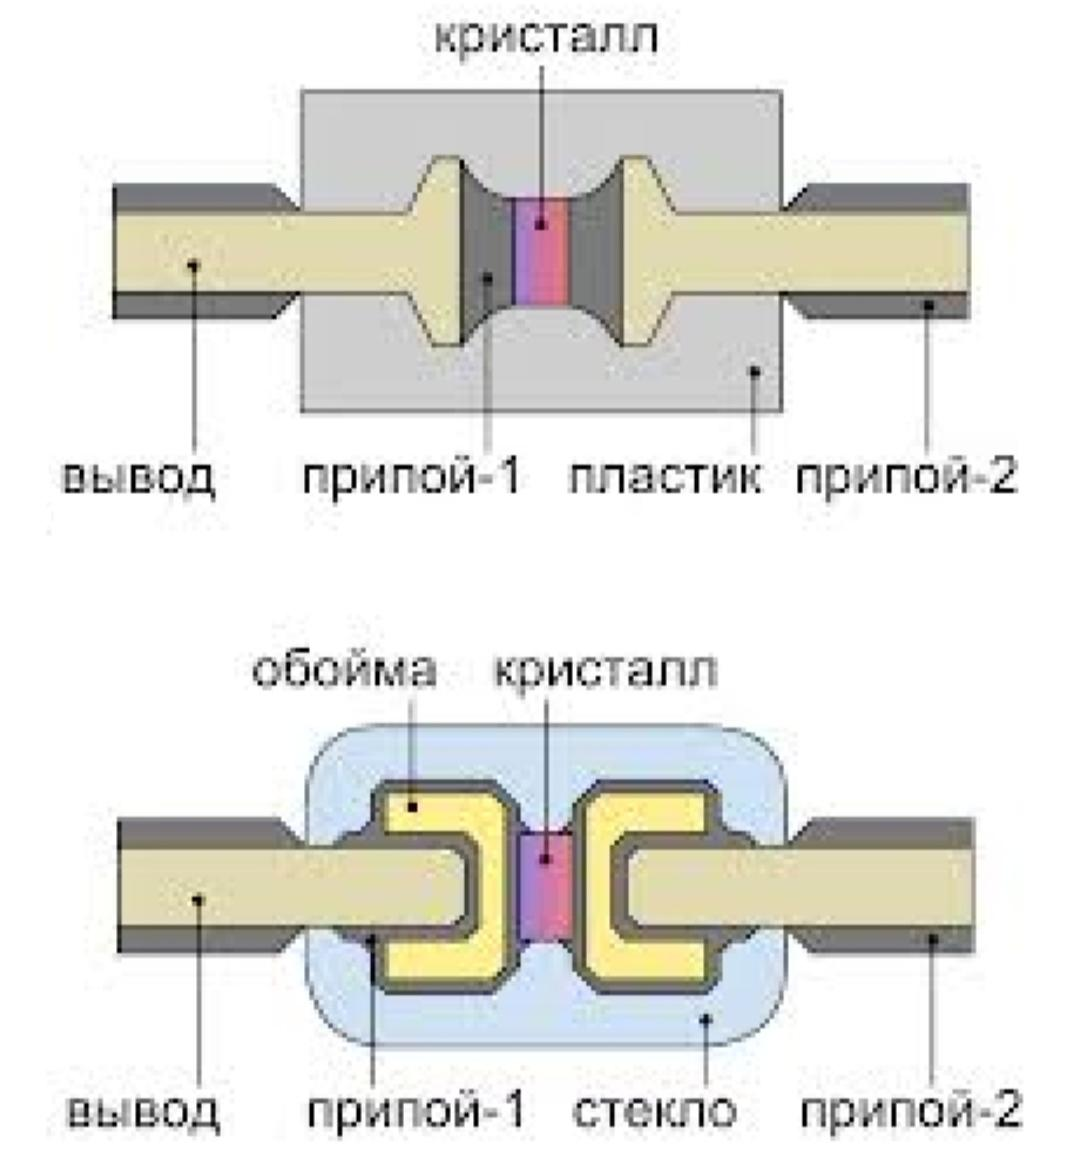 кристалл
вывод припой-1 пластик припой-2
обойма кристалл
вывод припой-1 стекло припой-2